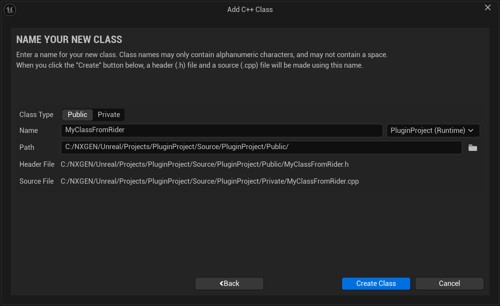 Add C++ Class
NAME YOUR NEW CLASS
Enter a name for your new class. Class names may only contain alphanumeric characters, and may not contain a space.
When you click the "Create" button below, a header (.h) file and a source (.cpp) file will be made using this name.
Class Type Public Private
Name MyClassFromRider PluginProject (Runtime)
Path C:/NXGEN/Unreal/Projects/PluginProject/Source/PluginProject/Public/
Header File C:/NXGEN/Unreal/Projects/PluginProject/Source/PluginProject/Public/MyClassFromRider.h
Source File C:/NXGEN/Unreal/Projects/PluginProject/Source/PluginProject/Private/MyClassFromRider.cpp
Back Create Class Cancel